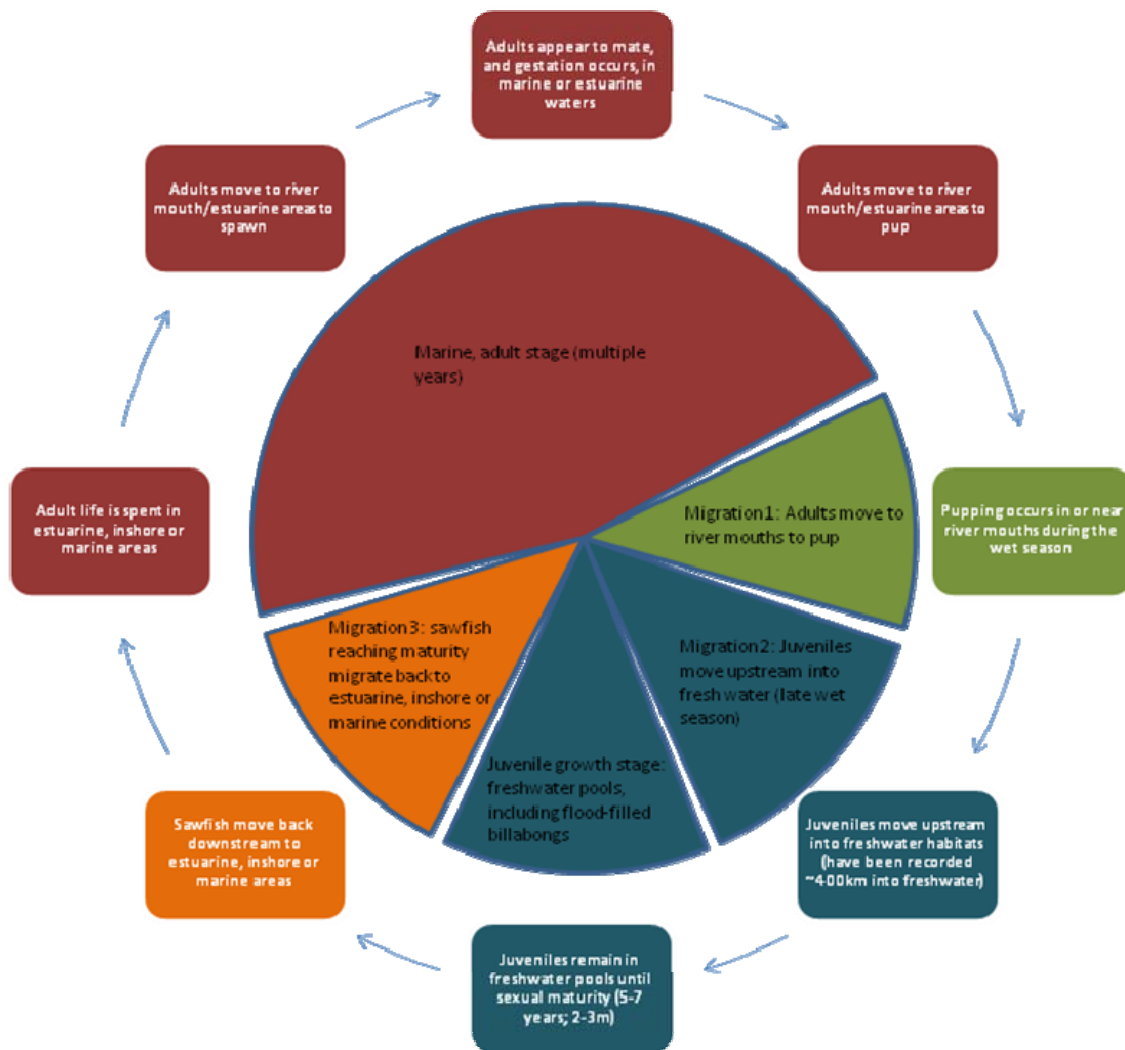 Adults appear to mate,
and gestation occurs, in
marine or estuarine
waters
Adults move to river
mouth/estuarine areas to
pup
Pupping occurs in or near
river mouths during the
wet season
Juveniles move upstream
into freshwater habitats
(have been recorded
~400km into freshwater)
Juveniles remain in
freshwater pools until
sexual maturity (5-7
years; 2-3m)
Sawfish move back
downstream to
estuarine, inshore or
marine areas
Adult life is spent in
estuarine, inshore or
marine areas
Adults move to river
mouth/estuarine areas to
spawn
Marine, adult stage (multiple
years)
Migration 1: Adults move to
river mouths to pup
Migration 2: Juveniles
move upstream into
fresh water (late wet
season)
Juvenile growth stage:
freshwater pools,
including flood-filled
billabongs
Migration 3: sawfish
reaching maturity
migrate back to
estuarine, inshore or
marine conditions